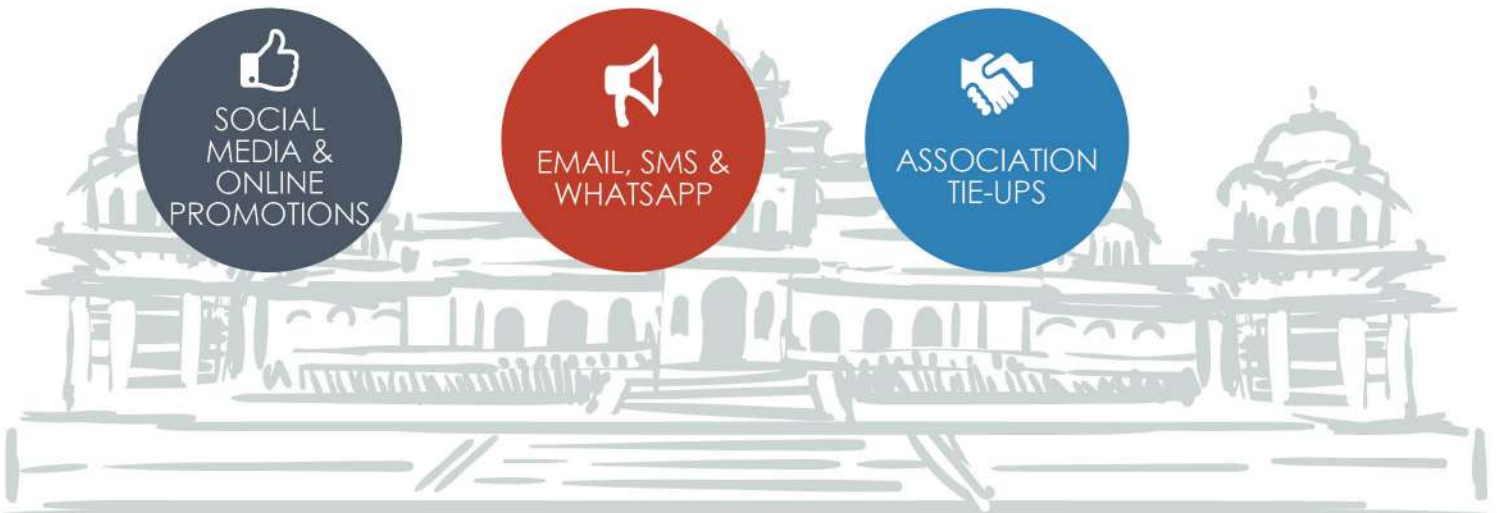 SOCIAL
MEDIA &
ONLINE
PROMOTIONS
EMAIL, SMS &
WHATSAPP
ASSOCIATION
TIE-UPS